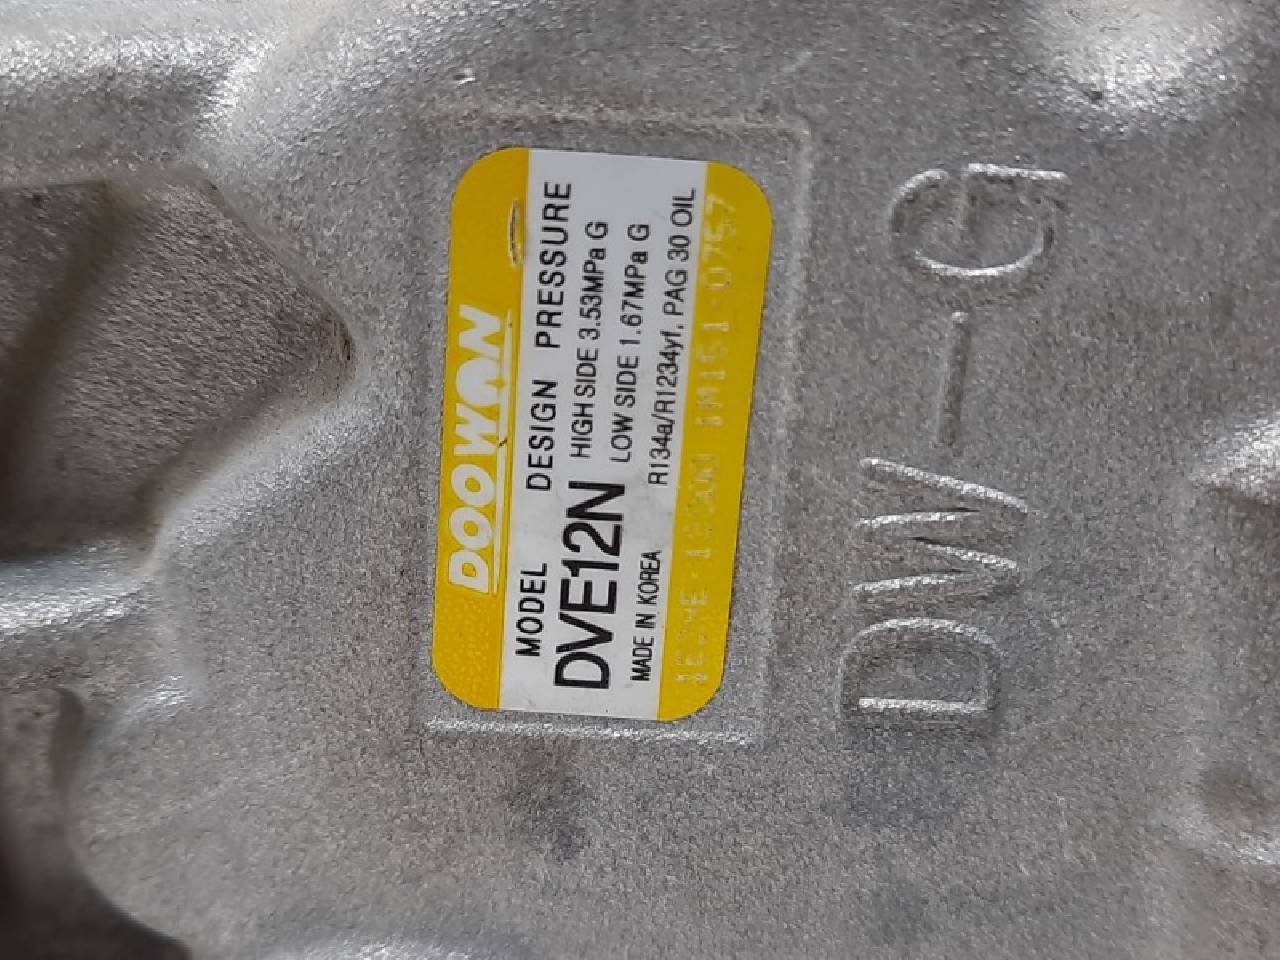 DOOWON
MODEL
DVE12N
MADE IN KOREA
DESIGN PRESSURE
HIGH SIDE 3.53MPa G
LOW SIDE 1.67MPa G
R134a/R1234yf, PAG 30 OIL
DW-G